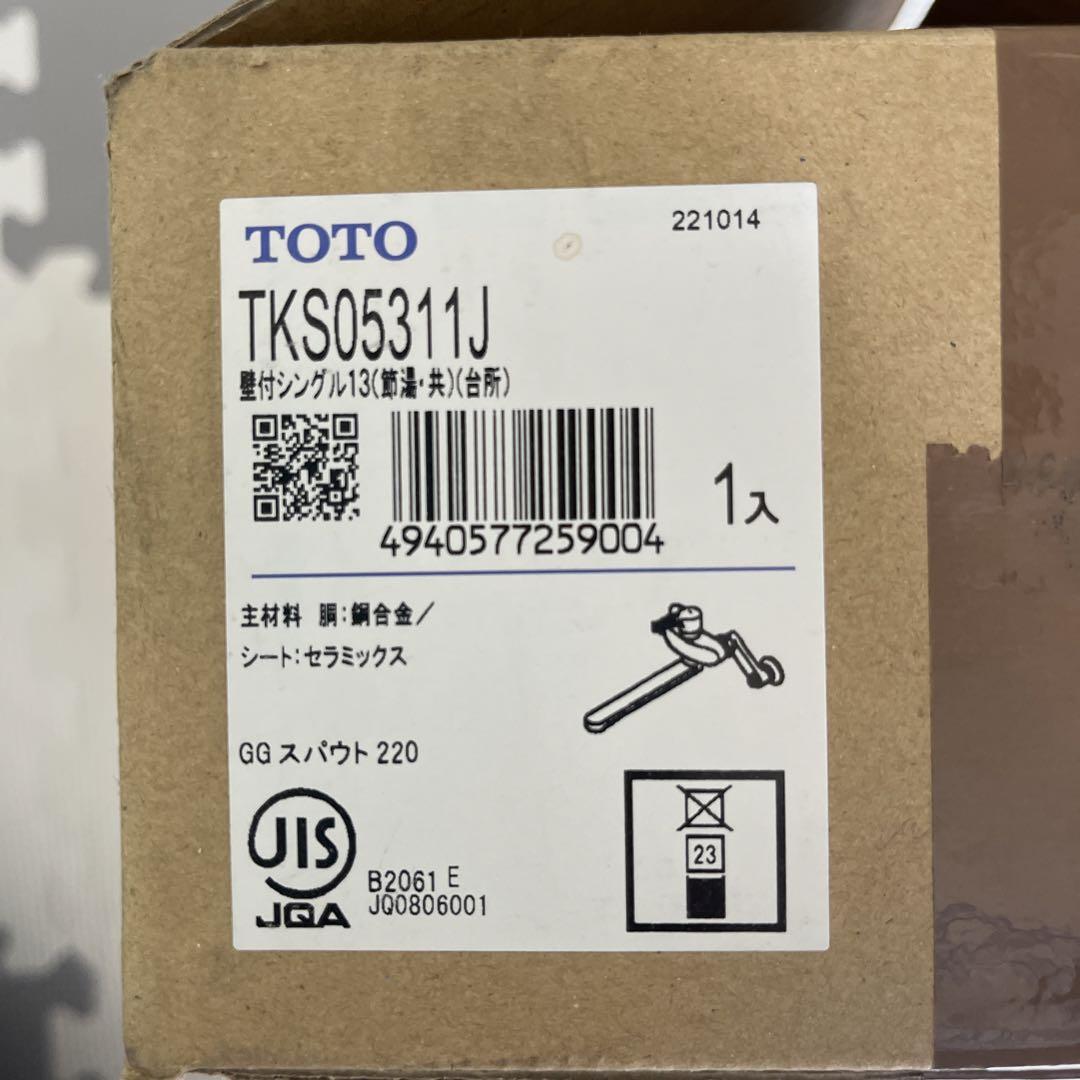 TOTO
221014
TKS05311J
壁付シングル13(節湯・共)(台所)
4940577259004
1入
主材料 胴:銅合金/
シート:セラミックス
GG スパウト 220
JIS
JQA
B2061 E
JQ0806001
23